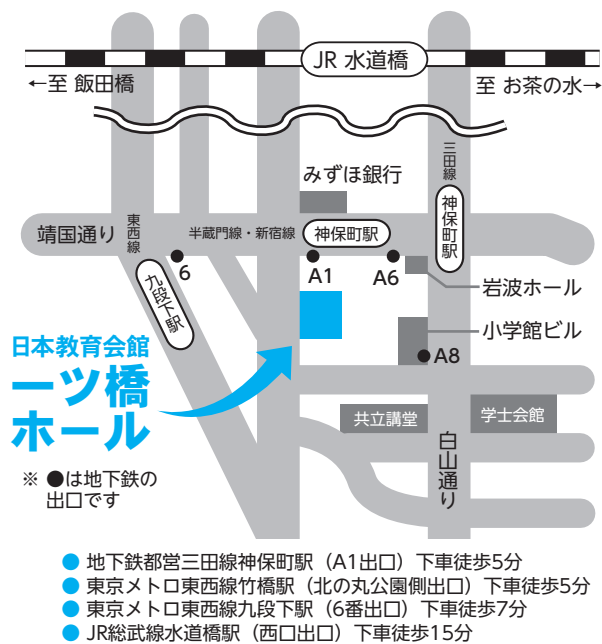 JR 水道橋
←至 飯田橋
至 お茶の水→
三田線
みずほ銀行
神保町駅
東西線
靖国通り
半蔵門線・新宿線
神保町駅
6
A1
A6
九段下駅
岩波ホール
小学館ビル
A8
日本教育会館
一ツ橋
ホール
共立講堂
学士会館
白山通り
※ ●は地下鉄の
出口です
● 地下鉄都営三田線神保町駅（A1出口）下車徒歩5分
● 東京メトロ東西線竹橋駅（北の丸公園側出口）下車徒歩5分
● 東京メトロ東西線九段下駅（6番出口）下車徒歩7分
● JR総武線水道橋駅（西口出口）下車徒歩15分